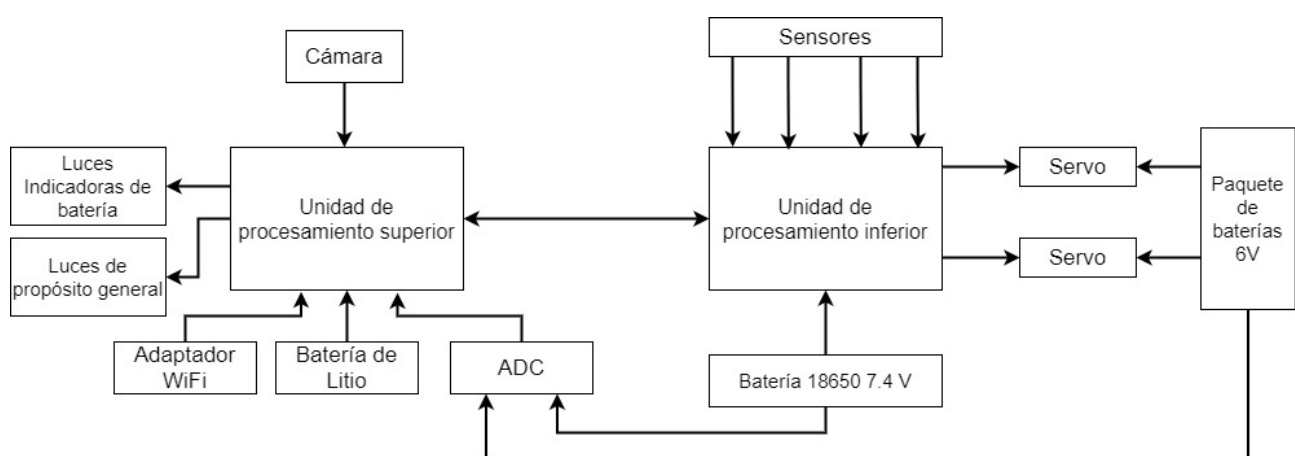 Cámara
Sensores
Luces
Indicadoras de
batería
Unidad de
procesamiento superior
Unidad de
procesamiento inferior
Servo
Servo
Paquete
de
baterías
6V
Luces de
propósito general
Adaptador
WiFi
Batería de
Litio
ADC
Batería 18650 7.4 V